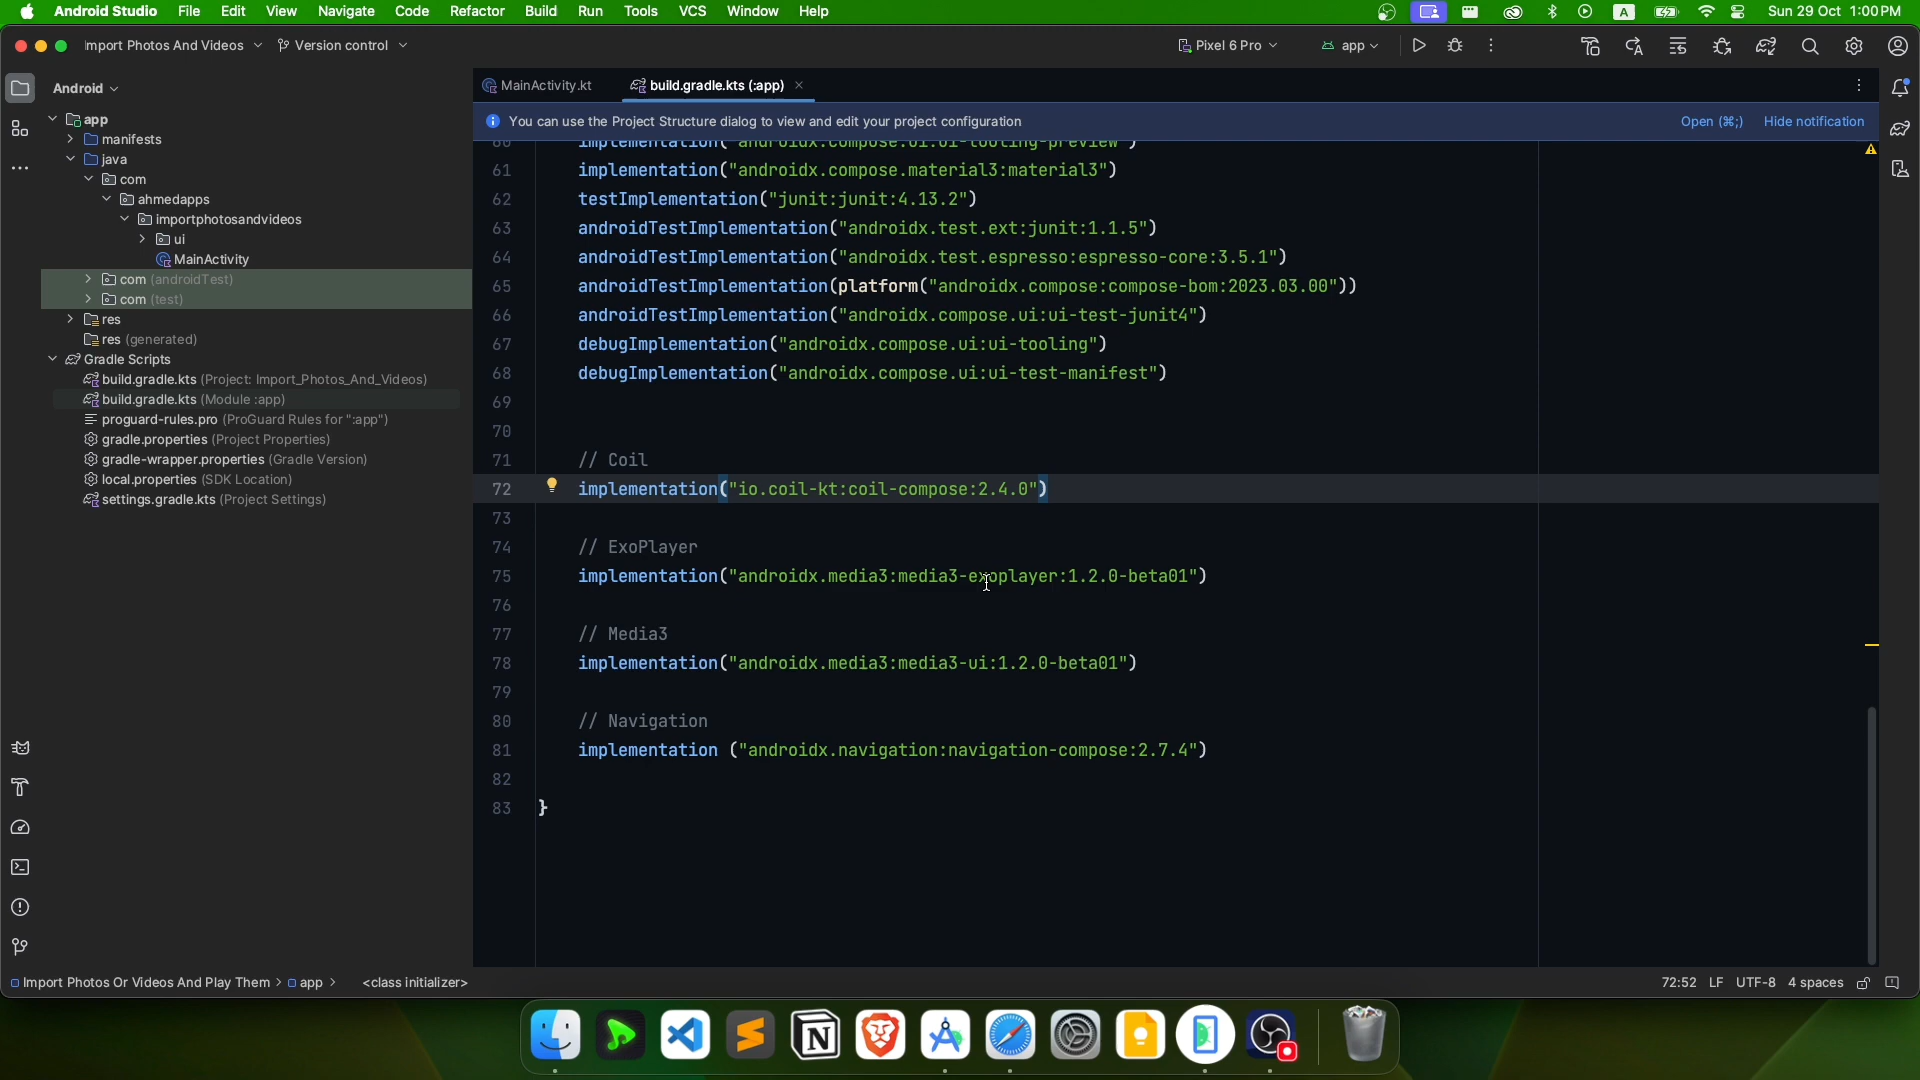 Android Studio File Edit View Navigate Code Refactor Build Run Tools VCS Window Help
A Sun 29 Oct 1:00PM
Import Photos And Videos Version control Pixel 6 Pro app
Android
MainActivity.kt build.gradle.kts (:app)
You can use the Project Structure dialog to view and edit your project configuration Open (⌘;) Hide notification
app
manifests
java
com
ahmedapps
importphotosandvideos
ui
MainActivity
com (androidTest)
com (test)
res
res (generated)
Gradle Scripts
build.gradle.kts (Project: Import_Photos_And_Videos)
build.gradle.kts (Module :app)
proguard-rules.pro (ProGuard Rules for ":app")
gradle.properties (Project Properties)
gradle-wrapper.properties (Gradle Version)
local.properties (SDK Location)
settings.gradle.kts (Project Settings)
60 implementation("androidx.compose.ui:ui-tooling-preview")
61 implementation("androidx.compose.material3:material3")
62 testImplementation("junit:junit:4.13.2")
63 androidTestImplementation("androidx.test.ext:junit:1.1.5")
64 androidTestImplementation("androidx.test.espresso:espresso-core:3.5.1")
65 androidTestImplementation(platform("androidx.compose:compose-bom:2023.03.00"))
66 androidTestImplementation("androidx.compose.ui:ui-test-junit4")
67 debugImplementation("androidx.compose.ui:ui-tooling")
68 debugImplementation("androidx.compose.ui:ui-test-manifest")
69
70
71 // Coil
72 implementation("io.coil-kt:coil-compose:2.4.0")
73
74 // ExoPlayer
75 implementation("androidx.media3:media3-exoplayer:1.2.0-beta01")
76
77 // Media3
78 implementation("androidx.media3:media3-ui:1.2.0-beta01")
79
80 // Navigation
81 implementation ("androidx.navigation:navigation-compose:2.7.4")
82
83 }
Import Photos Or Videos And Play Them > app > <class initializer> 72:52 LF UTF-8 4 spaces